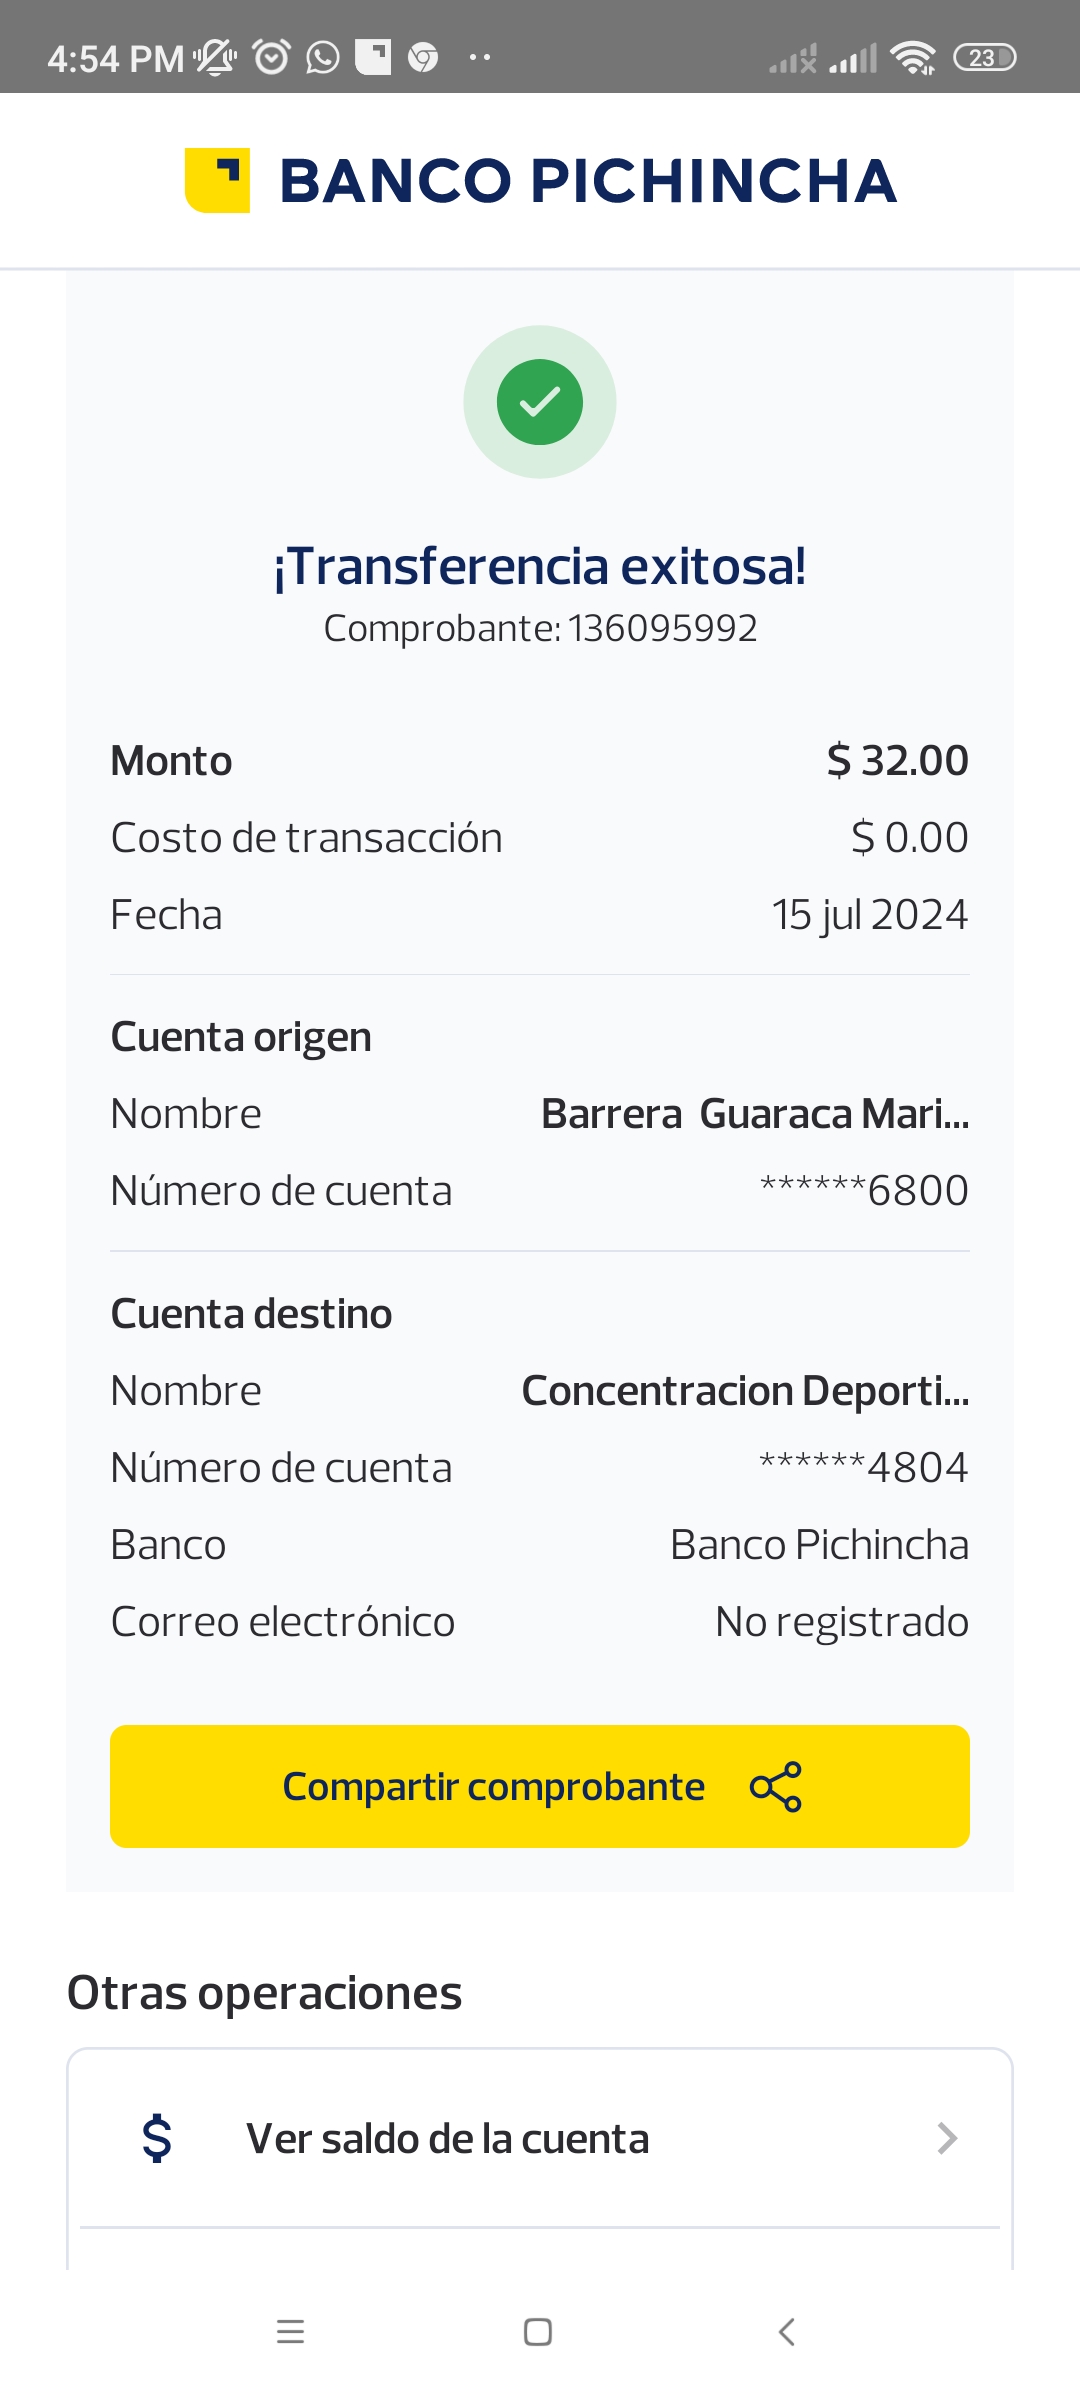 4:54 PM
23
BANCO PICHINCHA
¡Transferencia exitosa!
Comprobante: 136095992
Monto $ 32.00
Costo de transacción $ 0.00
Fecha 15 jul 2024
Cuenta origen
Nombre Barrera Guaraca Mari...
Número de cuenta ******6800
Cuenta destino
Nombre Concentracion Deporti...
Número de cuenta ******4804
Banco Banco Pichincha
Correo electrónico No registrado
Compartir comprobante
Otras operaciones
$ Ver saldo de la cuenta